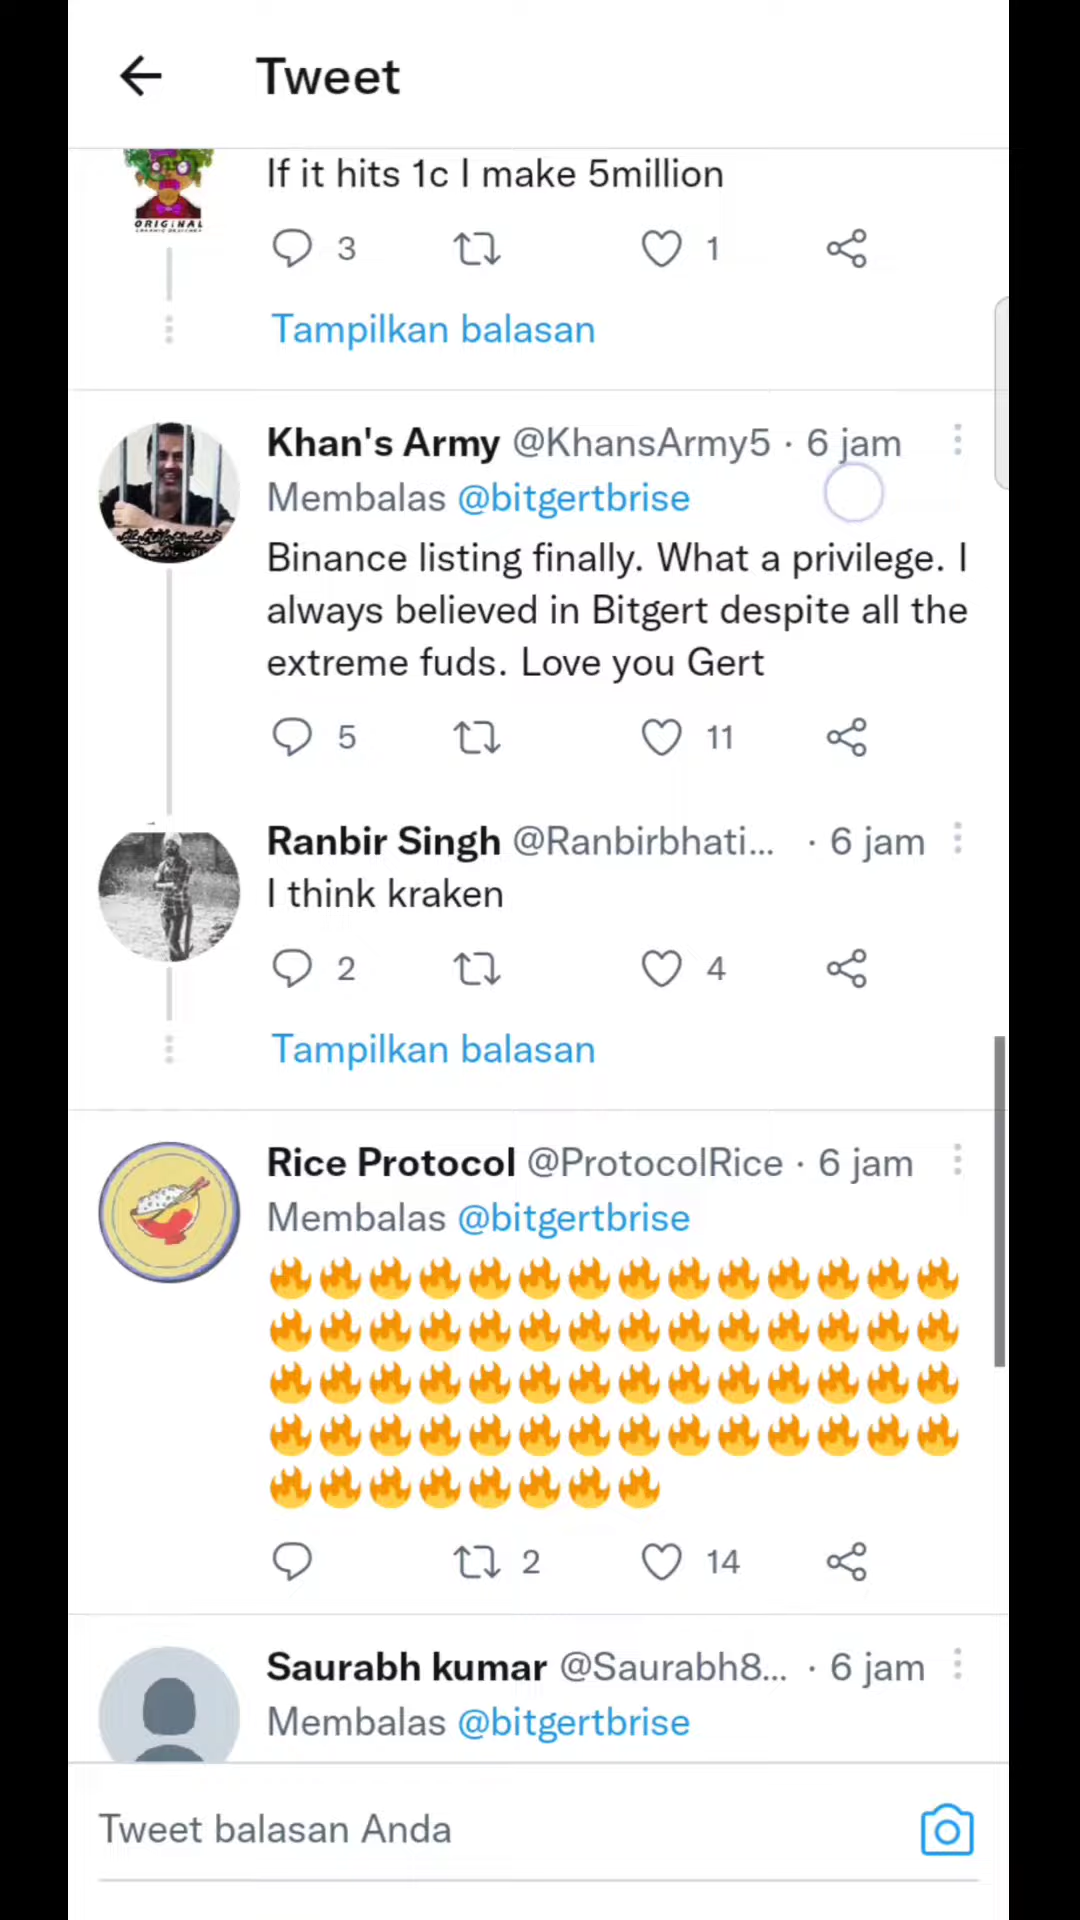 Tweet
ORIGINAL
If it hits 1c I make 5million
3 1
Tampilkan balasan
Khan's Army @KhansArmy5 · 6 jam
Membalas @bitgertbrise
Binance listing finally. What a privilege. I
always believed in Bitgert despite all the
extreme fuds. Love you Gert
5 11
Ranbir Singh @Ranbirbhati... · 6 jam
I think kraken
2 4
Tampilkan balasan
Rice Protocol @ProtocolRice · 6 jam
Membalas @bitgertbrise
🔥🔥🔥🔥🔥🔥🔥🔥🔥🔥🔥🔥🔥🔥
🔥🔥🔥🔥🔥🔥🔥🔥🔥🔥🔥🔥🔥🔥
🔥🔥🔥🔥🔥🔥🔥🔥🔥🔥🔥🔥🔥🔥
🔥🔥🔥🔥🔥🔥🔥🔥🔥🔥🔥🔥🔥🔥
🔥🔥🔥🔥🔥🔥🔥🔥
2 14
Saurabh kumar @Saurabh8... · 6 jam
Membalas @bitgertbrise
Tweet balasan Anda